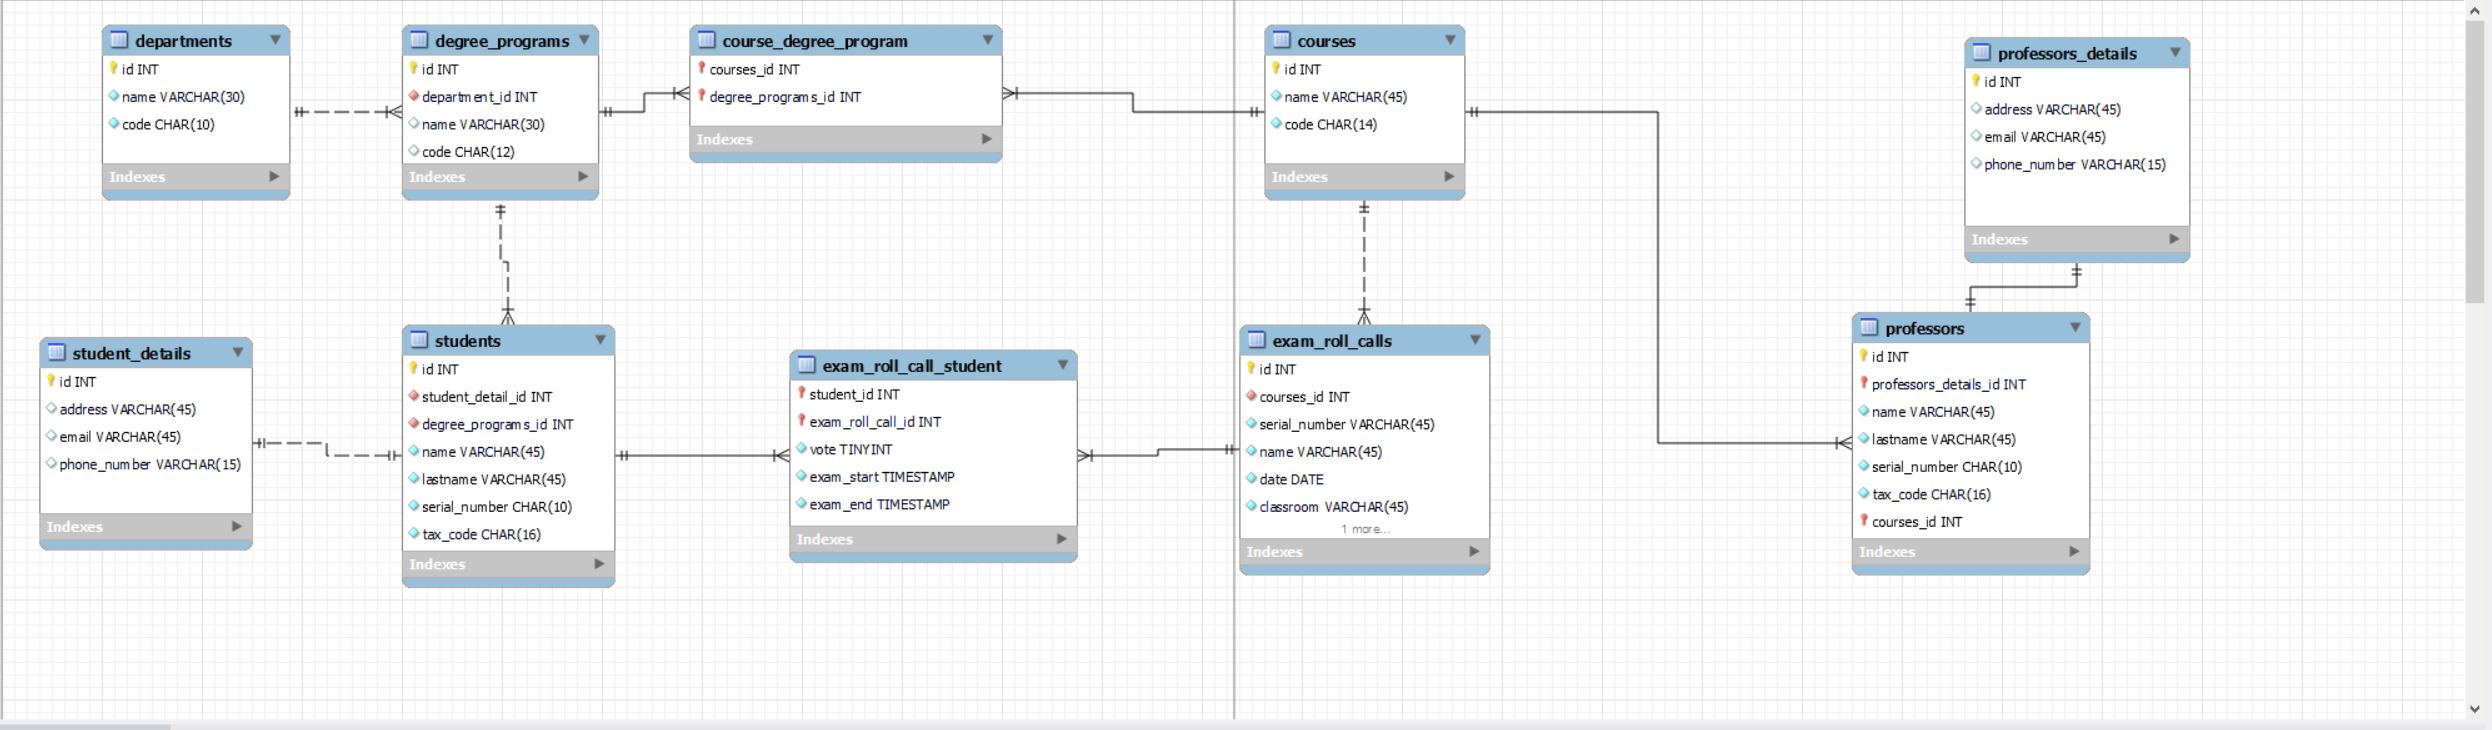 departments
id INT
name VARCHAR(30)
code CHAR(10)
Indexes
degree_programs
id INT
department_id INT
name VARCHAR(30)
code CHAR(12)
Indexes
course_degree_program
courses_id INT
degree_programs_id INT
Indexes
courses
id INT
name VARCHAR(45)
code CHAR(14)
Indexes
professors_details
id INT
address VARCHAR(45)
email VARCHAR(45)
phone_number VARCHAR(15)
Indexes
student_details
id INT
address VARCHAR(45)
email VARCHAR(45)
phone_number VARCHAR(15)
Indexes
students
id INT
student_detail_id INT
degree_programs_id INT
name VARCHAR(45)
lastname VARCHAR(45)
serial_number CHAR(10)
tax_code CHAR(16)
Indexes
exam_roll_call_student
student_id INT
exam_roll_call_id INT
vote TINYINT
exam_start TIMESTAMP
exam_end TIMESTAMP
Indexes
exam_roll_calls
id INT
courses_id INT
serial_number VARCHAR(45)
name VARCHAR(45)
date DATE
classroom VARCHAR(45)
1 more...
Indexes
professors
id INT
professors_details_id INT
name VARCHAR(45)
lastname VARCHAR(45)
serial_number CHAR(10)
tax_code CHAR(16)
courses_id INT
Indexes